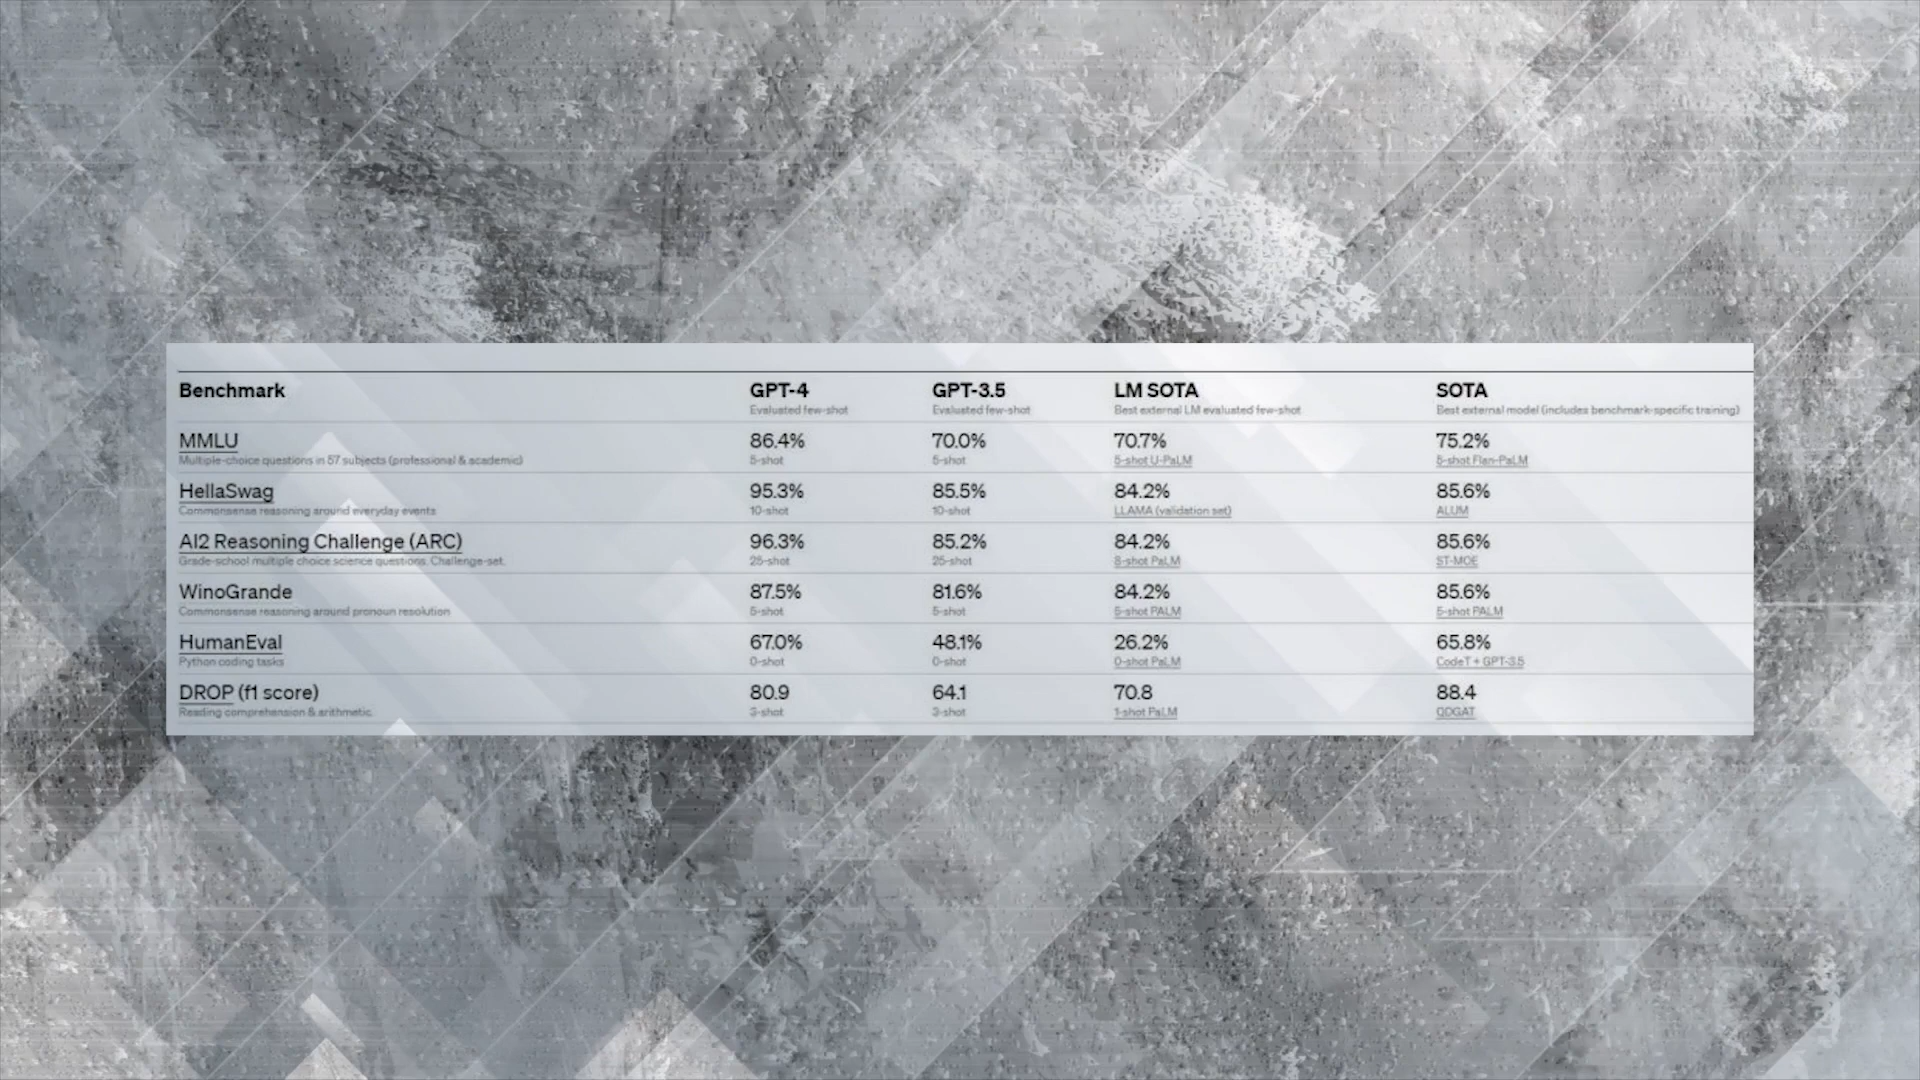 Benchmark GPT-4 GPT-3.5 LM SOTA SOTA
Evaluated few-shot Evaluated few-shot Best external LM evaluated few-shot Best external model (includes benchmark-specific training)
MMLU 86.4% 70.0% 70.7% 75.2%
Multiple-choice questions in 57 subjects (professional & academic) 5-shot 5-shot 5-shot U-PaLM 5-shot Flan-PaLM
HellaSwag 95.3% 85.5% 84.2% 85.6%
Commonsense reasoning around everyday events 10-shot 10-shot LLAMA (validation set) ALUM
AI2 Reasoning Challenge (ARC) 96.3% 85.2% 84.2% 85.6%
Grade-school multiple choice science questions. Challenge-set. 25-shot 25-shot 8-shot PaLM ST-MOE
WinoGrande 87.5% 81.6% 84.2% 85.6%
Commonsense reasoning around pronoun resolution 5-shot 5-shot 5-shot PALM 5-shot PALM
HumanEval 67.0% 48.1% 26.2% 65.8%
Python coding tasks 0-shot 0-shot 0-shot PaLM CodeT + GPT-3.5
DROP (f1 score) 80.9 64.1 70.8 88.4
Reading comprehension & arithmetic. 3-shot 3-shot 1-shot PaLM QDGAT